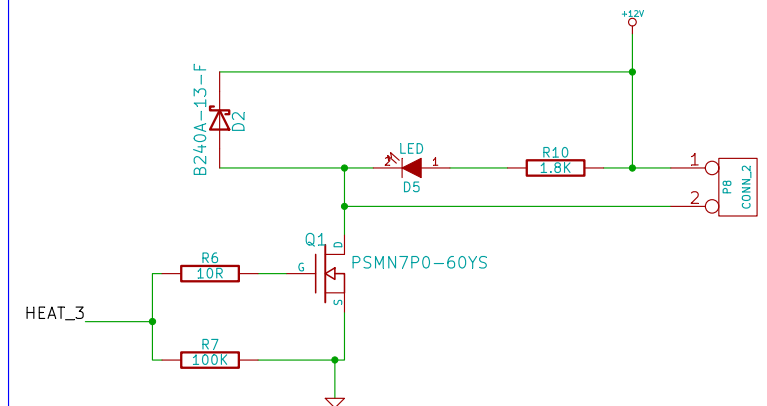 +12V
B240A-13-F
D2
LED
2
1
D5
R10
1.8K
1
2
P8
CONN_2
Q1
D
G
S
PSMN7P0-60YS
R6
10R
HEAT_3
R7
100K